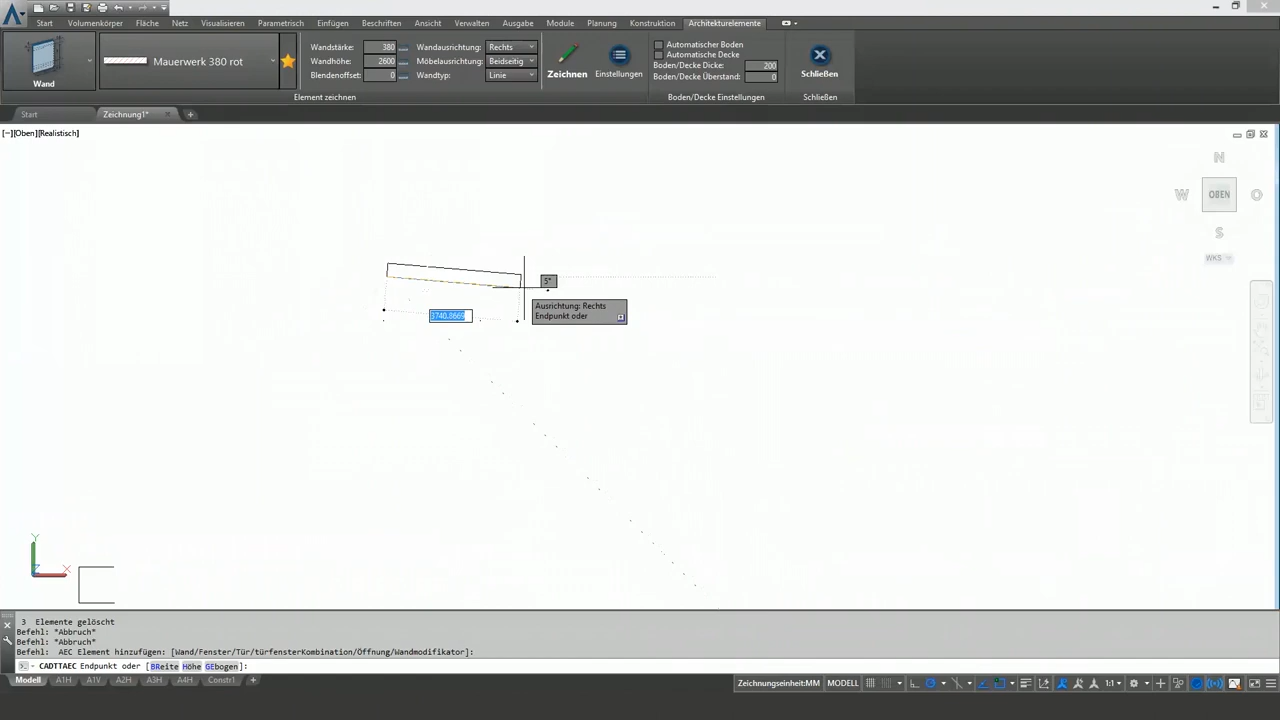 Start Volumenkörper Fläche Netz Visualisieren Parametrisch Einfügen Beschriften Ansicht Verwalten Ausgabe Module Planung Konstruktion Architekturelemente
Wand
Mauerwerk 380 rot
Wandstärke: 380
Wandhöhe: 2600
Blendenoffset: 0
Wandausrichtung: Rechts
Möbelausrichtung: Beidseitig
Wandtyp: Linie
Element zeichnen
Zeichnen
Einstellungen
Automatischer Boden
Automatische Decke
Boden/Decke Dicke: 200
Boden/Decke Überstand: 0
Boden/Decke Einstellungen
Schließen
Schließen
Start Zeichnung1*
[−][Oben][Realistisch]
N
W OBEN O
S
WKS
5°
Ausrichtung: Rechts
Endpunkt oder
3740.8669
Y
Z X
3 Elemente gelöscht
Befehl: *Abbruch*
Befehl: *Abbruch*
Befehl: AEC Element hinzufügen: [Wand/Fenster/Tür/türfensterKombination/Öffnung/Wandmodifikator]:
CADTTAEC Endpunkt oder [BReite Höhe GEbogen]:
Modell A1H A1V A2H A3H A4H Constr1 +
Zeichnungseinheit:MM MODELL 1:1